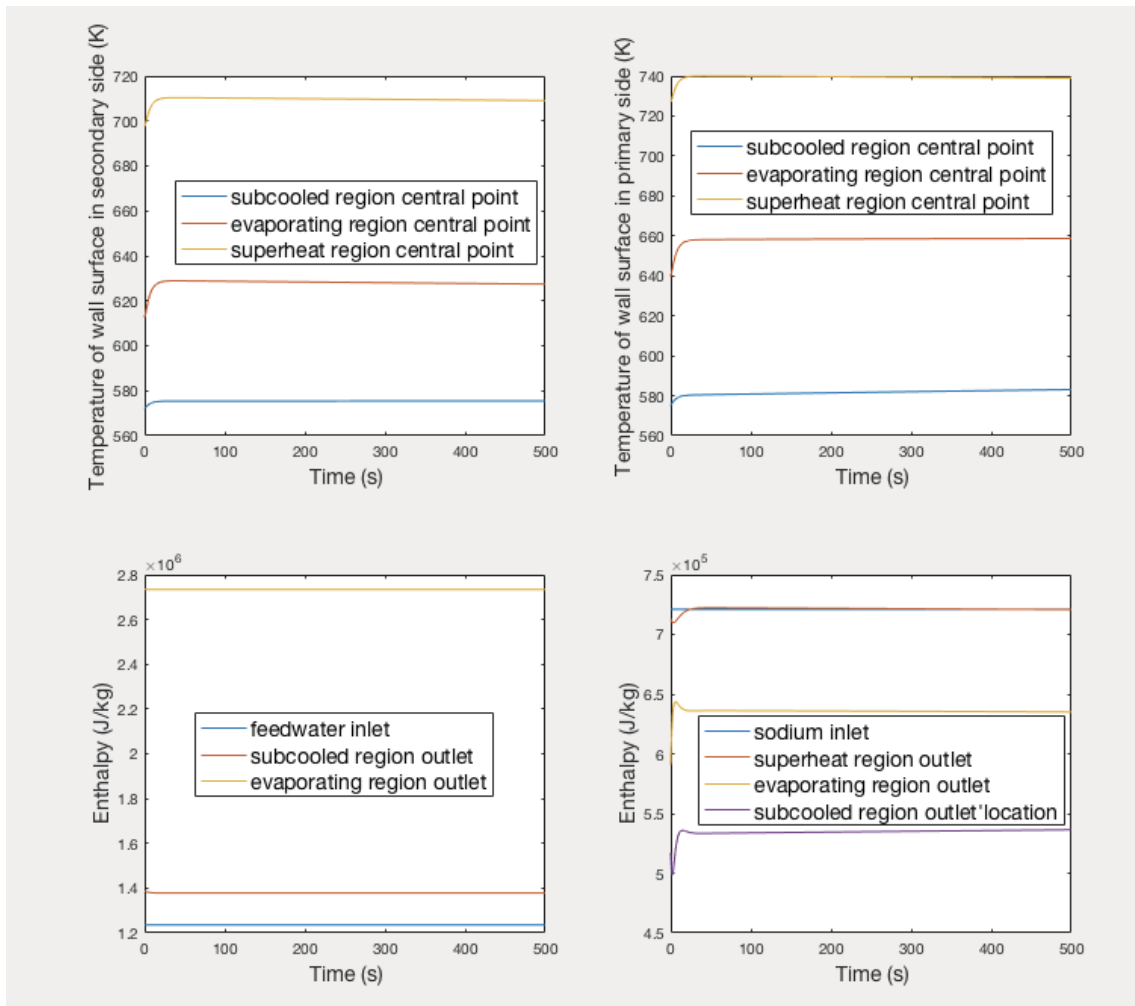 Temperature of wall surface in secondary side (K)
720
700
680
660
640
620
600
580
560
subcooled region central point
evaporating region central point
superheat region central point
0 100 200 300 400 500
Time (s)
Temperature of wall surface in primary side (K)
740
720
700
680
660
640
620
600
580
560
subcooled region central point
evaporating region central point
superheat region central point
0 100 200 300 400 500
Time (s)
×10⁶
Enthalpy (J/kg)
2.8
2.6
2.4
2.2
2
1.8
1.6
1.4
1.2
feedwater inlet
subcooled region outlet
evaporating region outlet
0 100 200 300 400 500
Time (s)
×10⁵
Enthalpy (J/kg)
7.5
7
6.5
6
5.5
5
4.5
sodium inlet
superheat region outlet
evaporating region outlet
subcooled region outlet'location
0 100 200 300 400 500
Time (s)